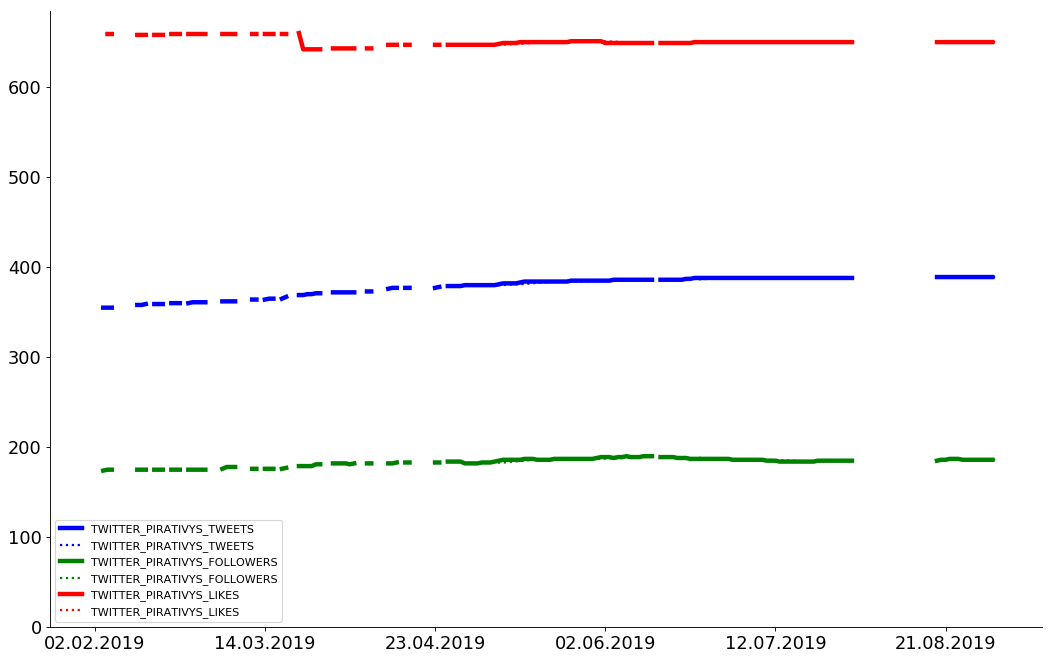 600
500
400
300
200
100
0
TWITTER_PIRATIVYS_TWEETS
TWITTER_PIRATIVYS_TWEETS
TWITTER_PIRATIVYS_FOLLOWERS
TWITTER_PIRATIVYS_FOLLOWERS
TWITTER_PIRATIVYS_LIKES
TWITTER_PIRATIVYS_LIKES
02.02.2019 14.03.2019 23.04.2019 02.06.2019 12.07.2019 21.08.2019